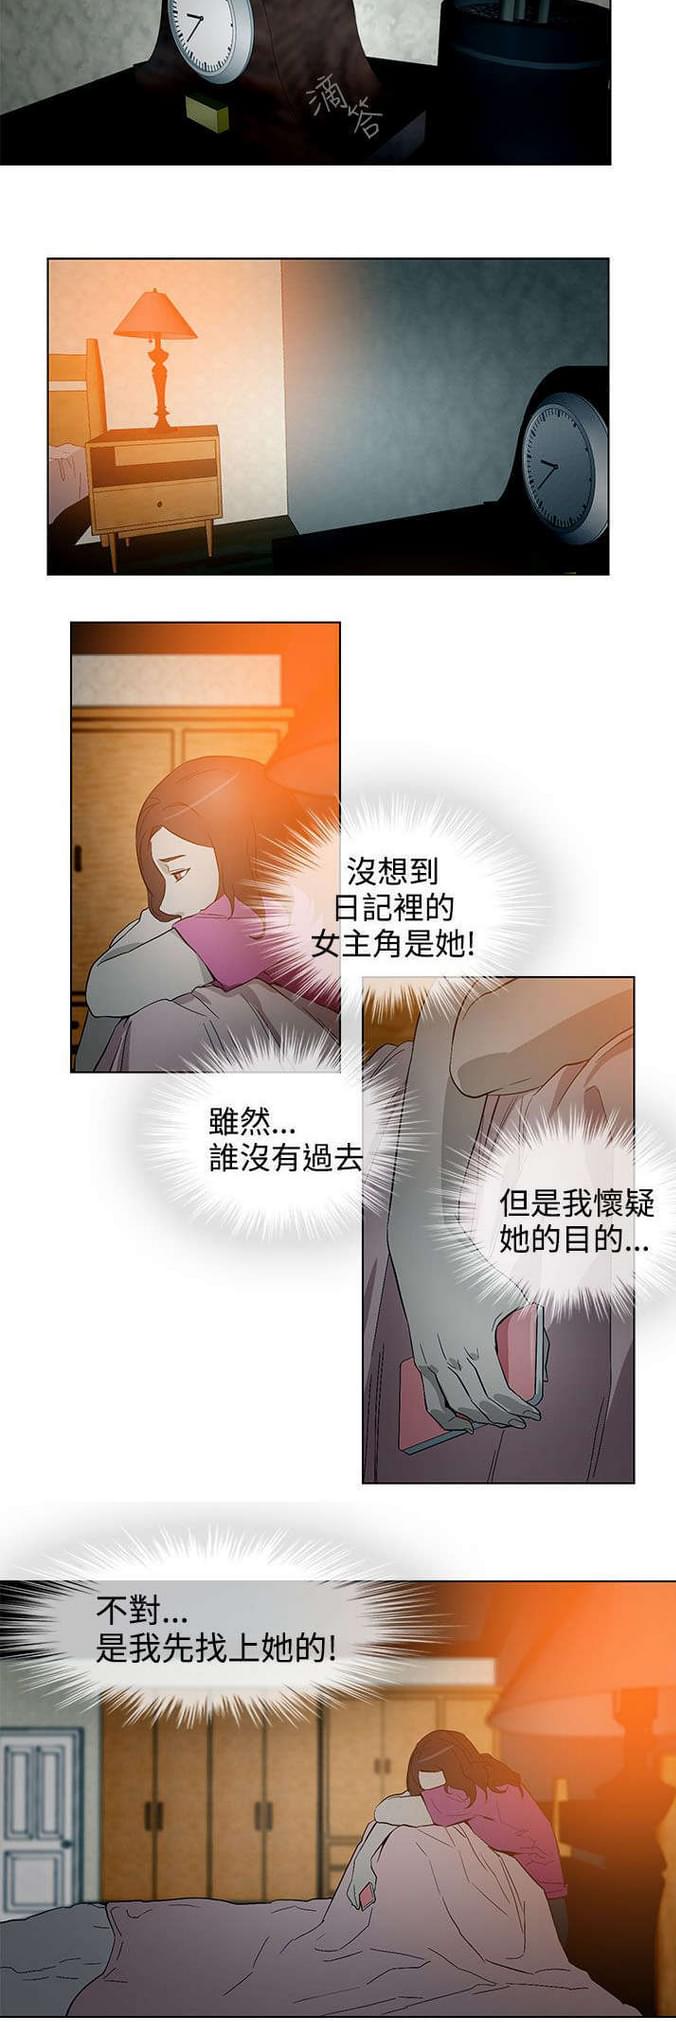 滴答
沒想到
日記裡的
女主角是她!
雖然...
誰沒有過去
但是我懷疑
她的目的...
不對...
是我先找上她的!